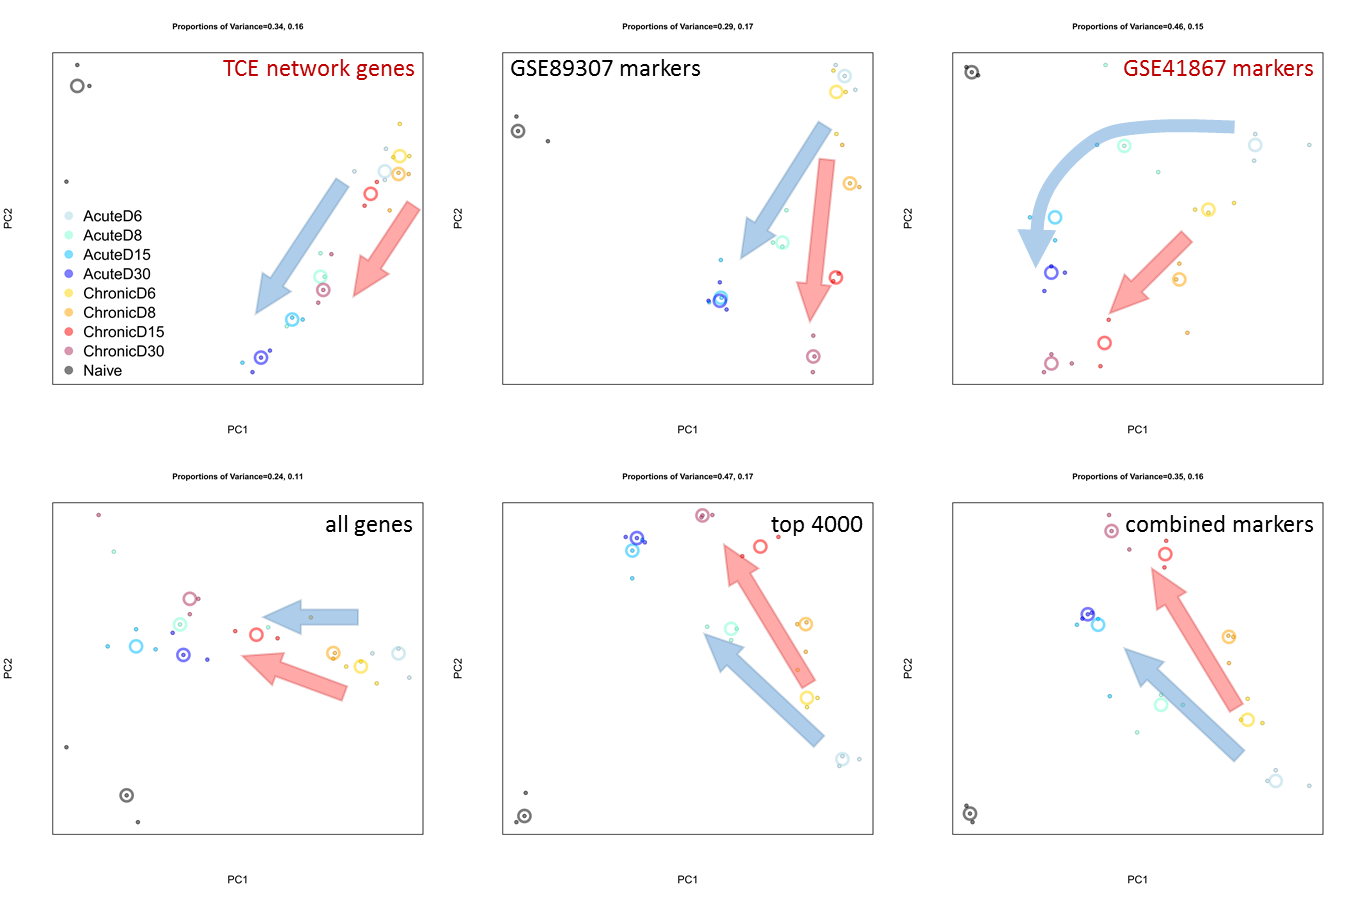 Proportions of Variance=0.34, 0.16
TCE network genes
PC2
AcuteD6
AcuteD8
AcuteD15
AcuteD30
ChronicD6
ChronicD8
ChronicD15
ChronicD30
Naive
PC1
Proportions of Variance=0.29, 0.17
GSE89307 markers
PC2
PC1
Proportions of Variance=0.46, 0.15
GSE41867 markers
PC2
PC1
Proportions of Variance=0.24, 0.11
all genes
PC2
PC1
Proportions of Variance=0.47, 0.17
top 4000
PC2
PC1
Proportions of Variance=0.35, 0.16
combined markers
PC2
PC1